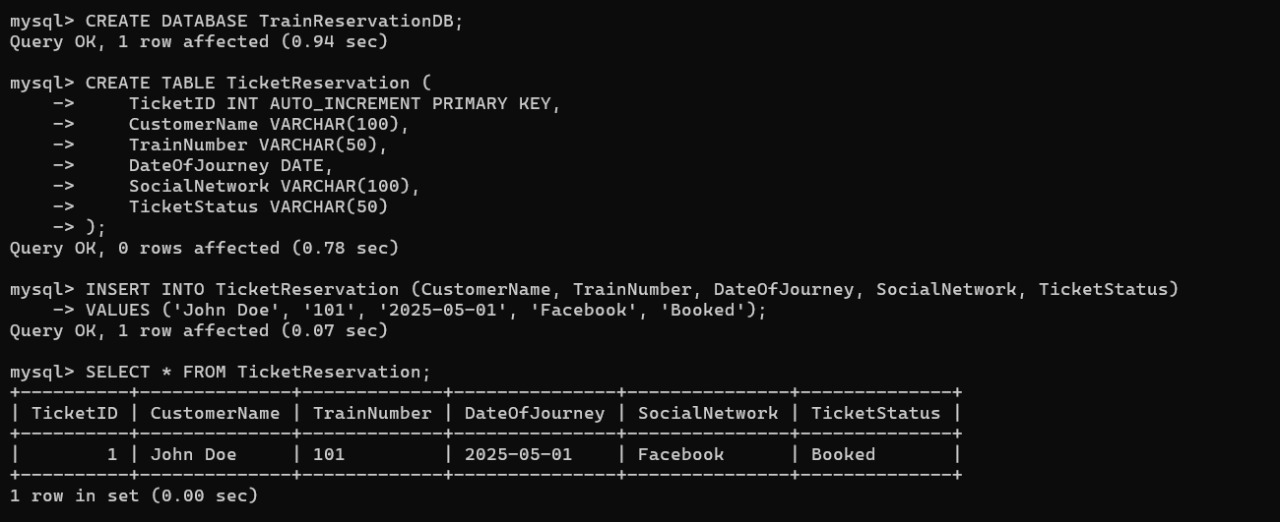 mysql> CREATE DATABASE TrainReservationDB;
Query OK, 1 row affected (0.94 sec)

mysql> CREATE TABLE TicketReservation (
    ->     TicketID INT AUTO_INCREMENT PRIMARY KEY,
    ->     CustomerName VARCHAR(100),
    ->     TrainNumber VARCHAR(50),
    ->     DateOfJourney DATE,
    ->     SocialNetwork VARCHAR(100),
    ->     TicketStatus VARCHAR(50)
    -> );
Query OK, 0 rows affected (0.78 sec)

mysql> INSERT INTO TicketReservation (CustomerName, TrainNumber, DateOfJourney, SocialNetwork, TicketStatus)
    -> VALUES ('John Doe', '101', '2025-05-01', 'Facebook', 'Booked');
Query OK, 1 row affected (0.07 sec)

mysql> SELECT * FROM TicketReservation;
+----------+--------------+-------------+---------------+---------------+--------------+
| TicketID | CustomerName | TrainNumber | DateOfJourney | SocialNetwork | TicketStatus |
+----------+--------------+-------------+---------------+---------------+--------------+
|        1 | John Doe     | 101         | 2025-05-01    | Facebook      | Booked       |
+----------+--------------+-------------+---------------+---------------+--------------+
1 row in set (0.00 sec)